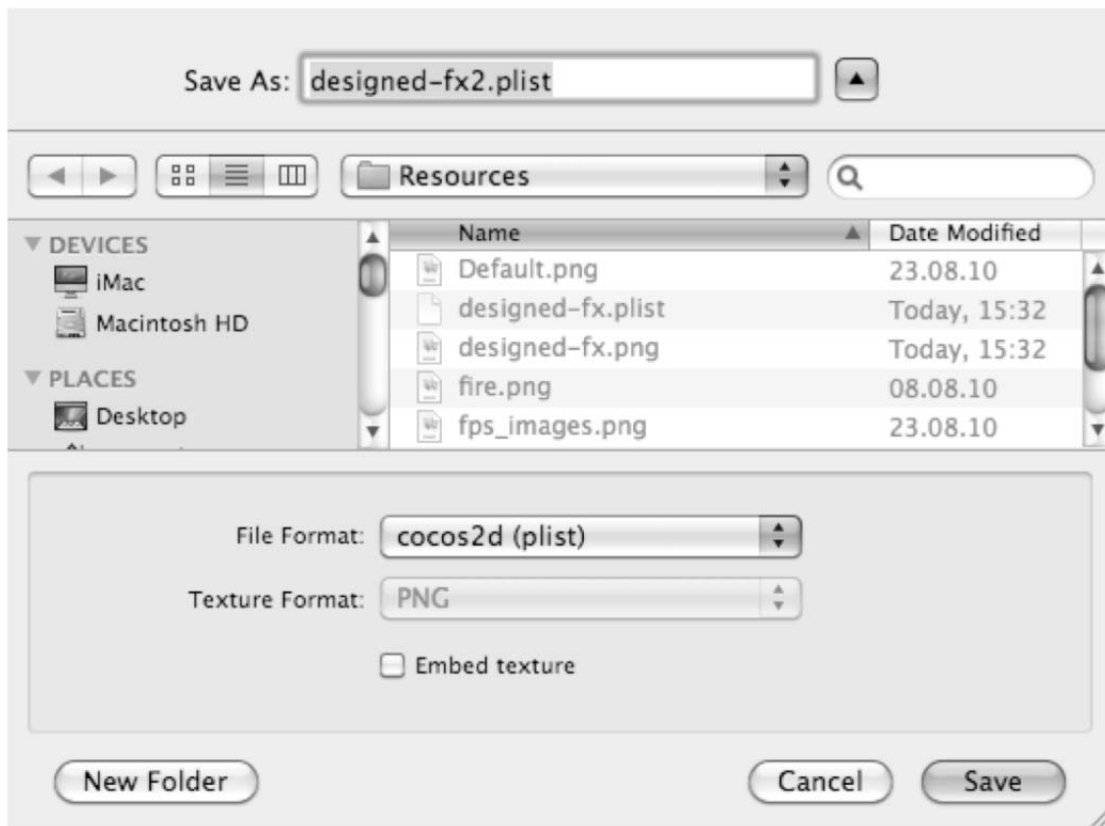 Save As: designed-fx2.plist
Resources
Name Date Modified
DEVICES
iMac
Macintosh HD
PLACES
Desktop
Default.png 23.08.10
designed-fx.plist Today, 15:32
designed-fx.png Today, 15:32
fire.png 08.08.10
fps_images.png 23.08.10
File Format: cocos2d (plist)
Texture Format: PNG
Embed texture
New Folder Cancel Save